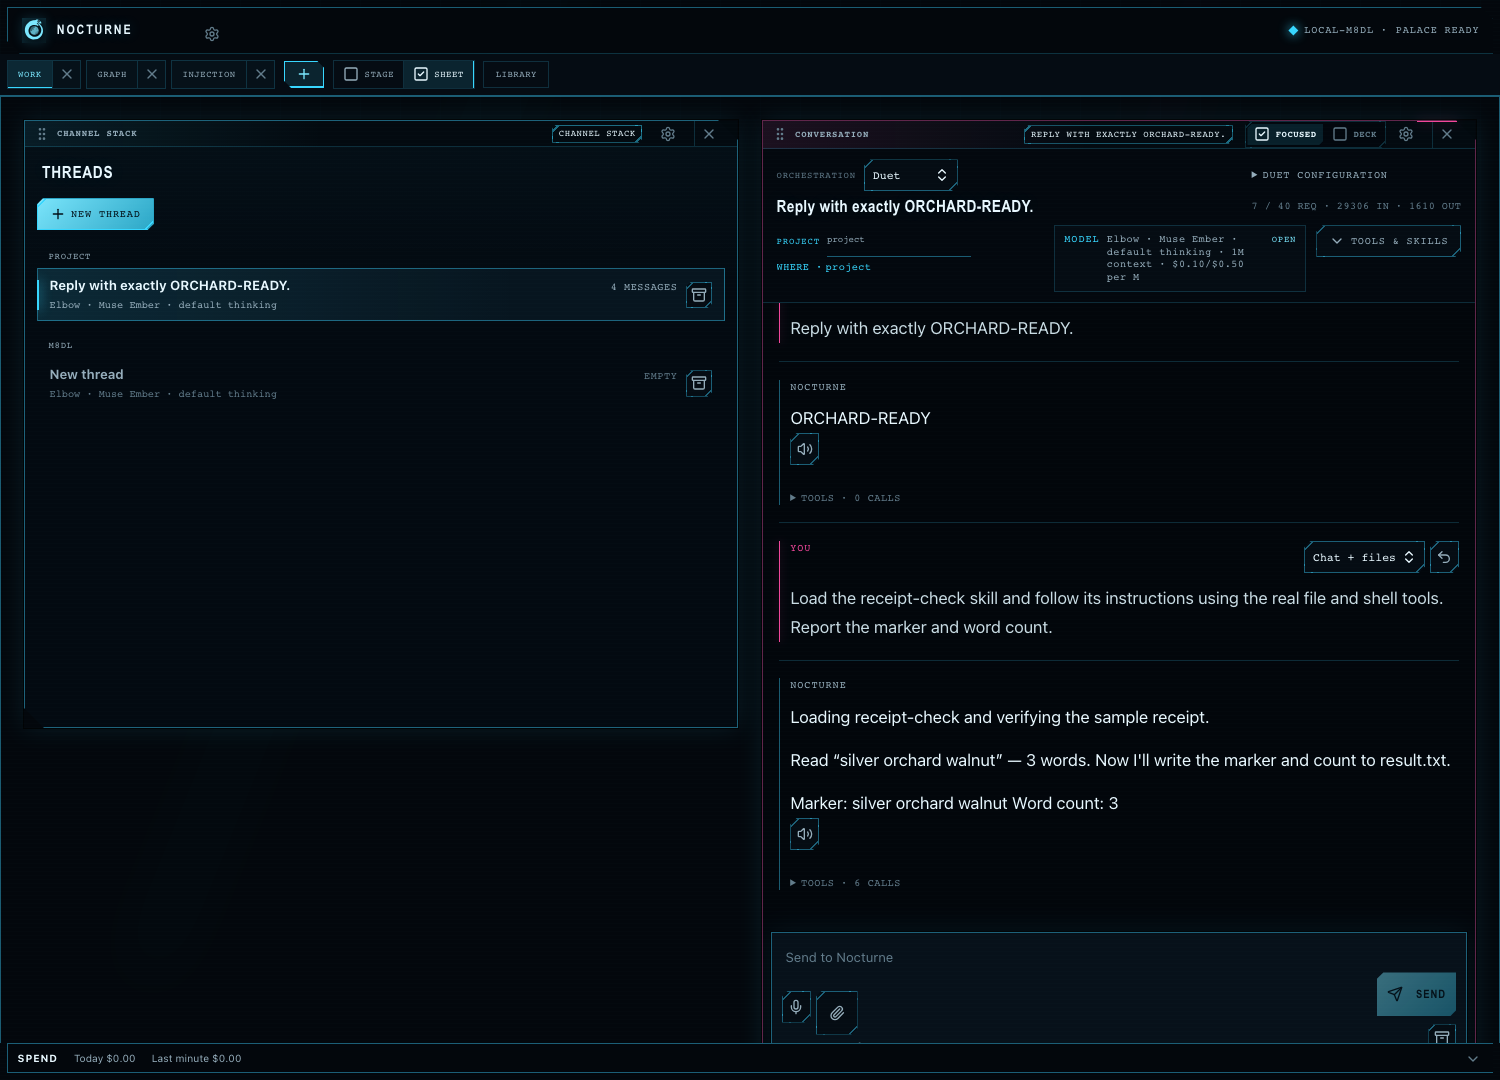 NOCTURNE
LOCAL-M8DL · PALACE READY
WORK
GRAPH
INJECTION
STAGE
SHEET
LIBRARY
CHANNEL STACK
CHANNEL STACK
THREADS
NEW THREAD
PROJECT
Reply with exactly ORCHARD-READY.
4 MESSAGES
Elbow · Muse Ember · default thinking
M8DL
New thread
EMPTY
Elbow · Muse Ember · default thinking
CONVERSATION
REPLY WITH EXACTLY ORCHARD-READY.
FOCUSED
DECK
ORCHESTRATION
Duet
DUET CONFIGURATION
Reply with exactly ORCHARD-READY.
7 / 40 REQ · 29306 IN · 1610 OUT
PROJECT project
WHERE · project
MODEL Elbow · Muse Ember ·
default thinking · 1M
context · $0.10/$0.50
per M
OPEN
TOOLS & SKILLS
Reply with exactly ORCHARD-READY.
NOCTURNE
ORCHARD-READY
TOOLS · 0 CALLS
YOU
Chat + files
Load the receipt-check skill and follow its instructions using the real file and shell tools.
Report the marker and word count.
NOCTURNE
Loading receipt-check and verifying the sample receipt.
Read “silver orchard walnut” — 3 words. Now I'll write the marker and count to result.txt.
Marker: silver orchard walnut Word count: 3
TOOLS · 6 CALLS
Send to Nocturne
SEND
SPEND
Today $0.00
Last minute $0.00